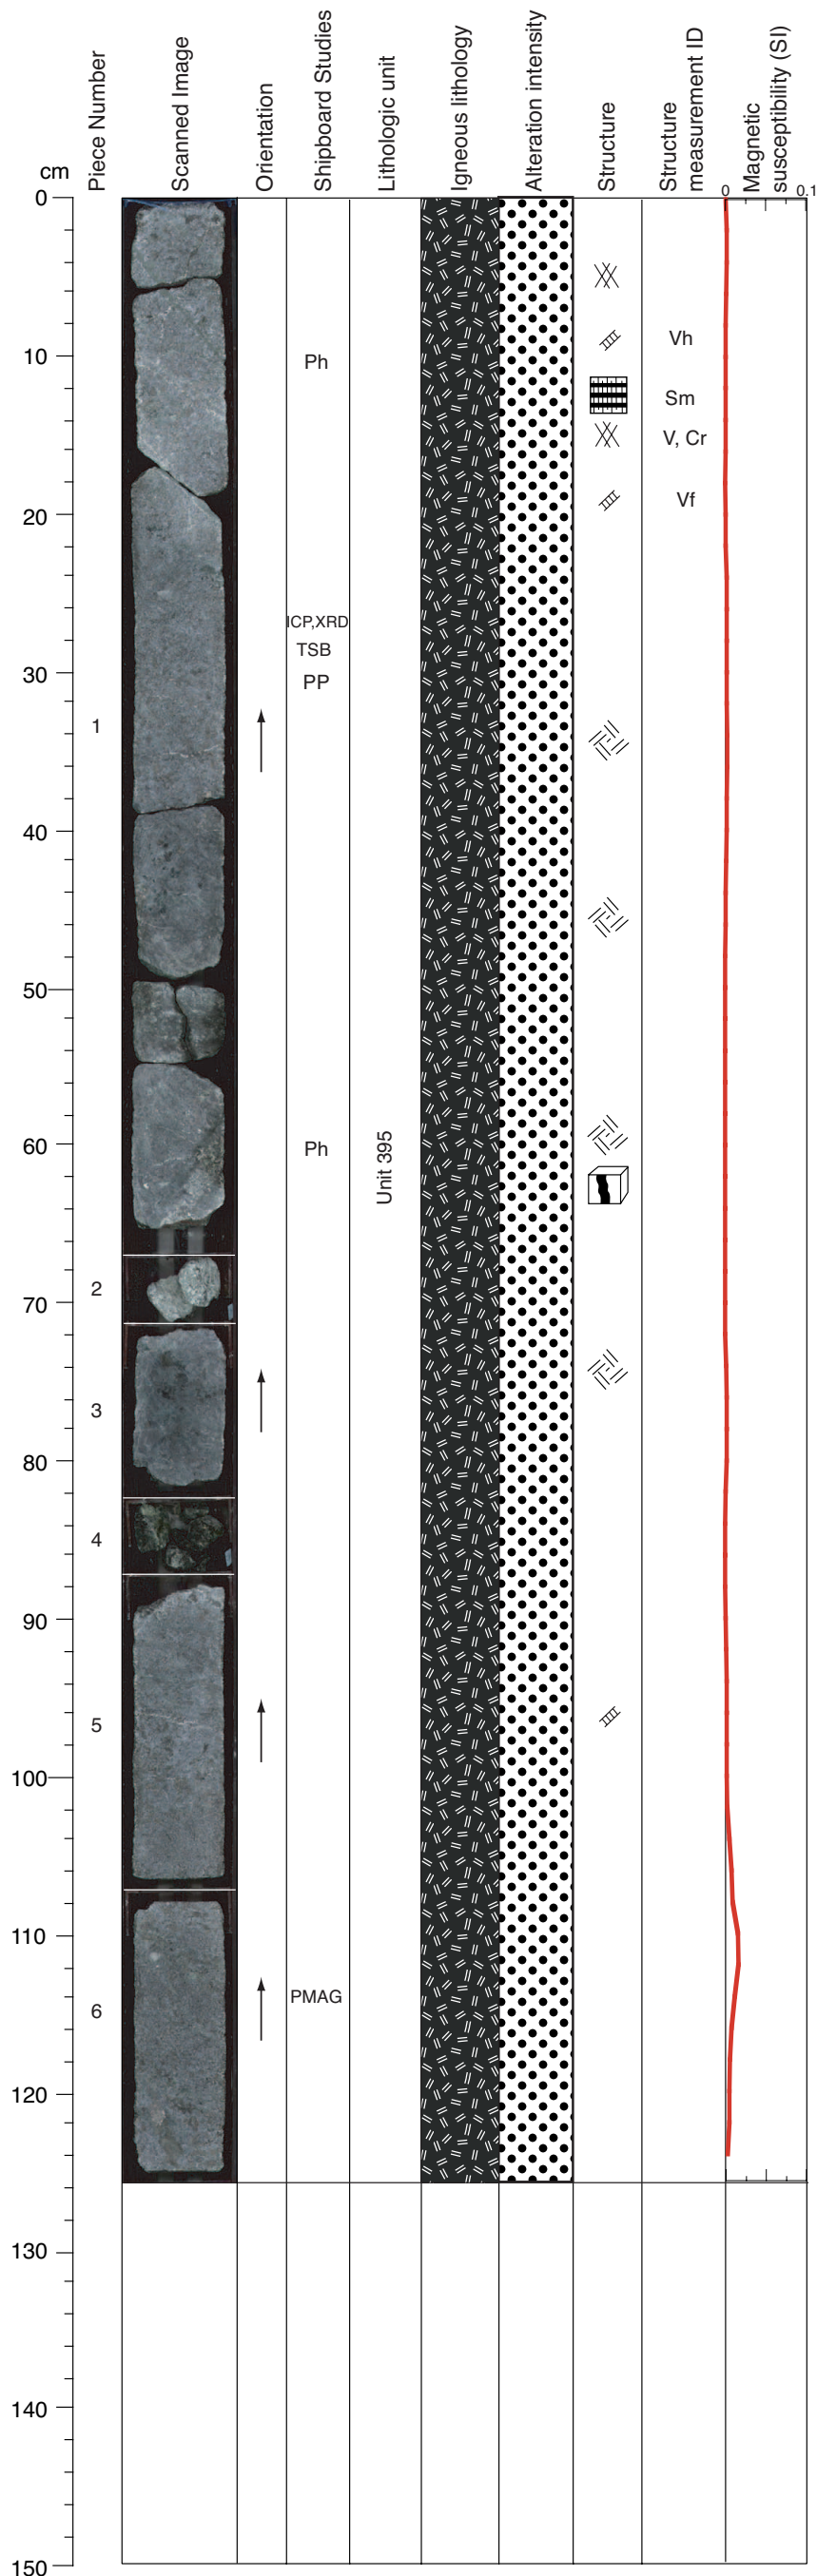 cm
Piece Number
Scanned Image
Orientation
Shipboard Studies
Lithologic unit
Igneous lithology
Alteration intensity
Structure
Structure
measurement ID
Magnetic
susceptibility (SI)
0 0.1
0
Vh
10 Ph
Sm
V, Cr
Vf
20
ICP,XRD
TSB
30
PP
1
40
50
60 Ph
Unit 395
2
70
3
80
4
90
5
100
110
PMAG
6
120
130
140
150